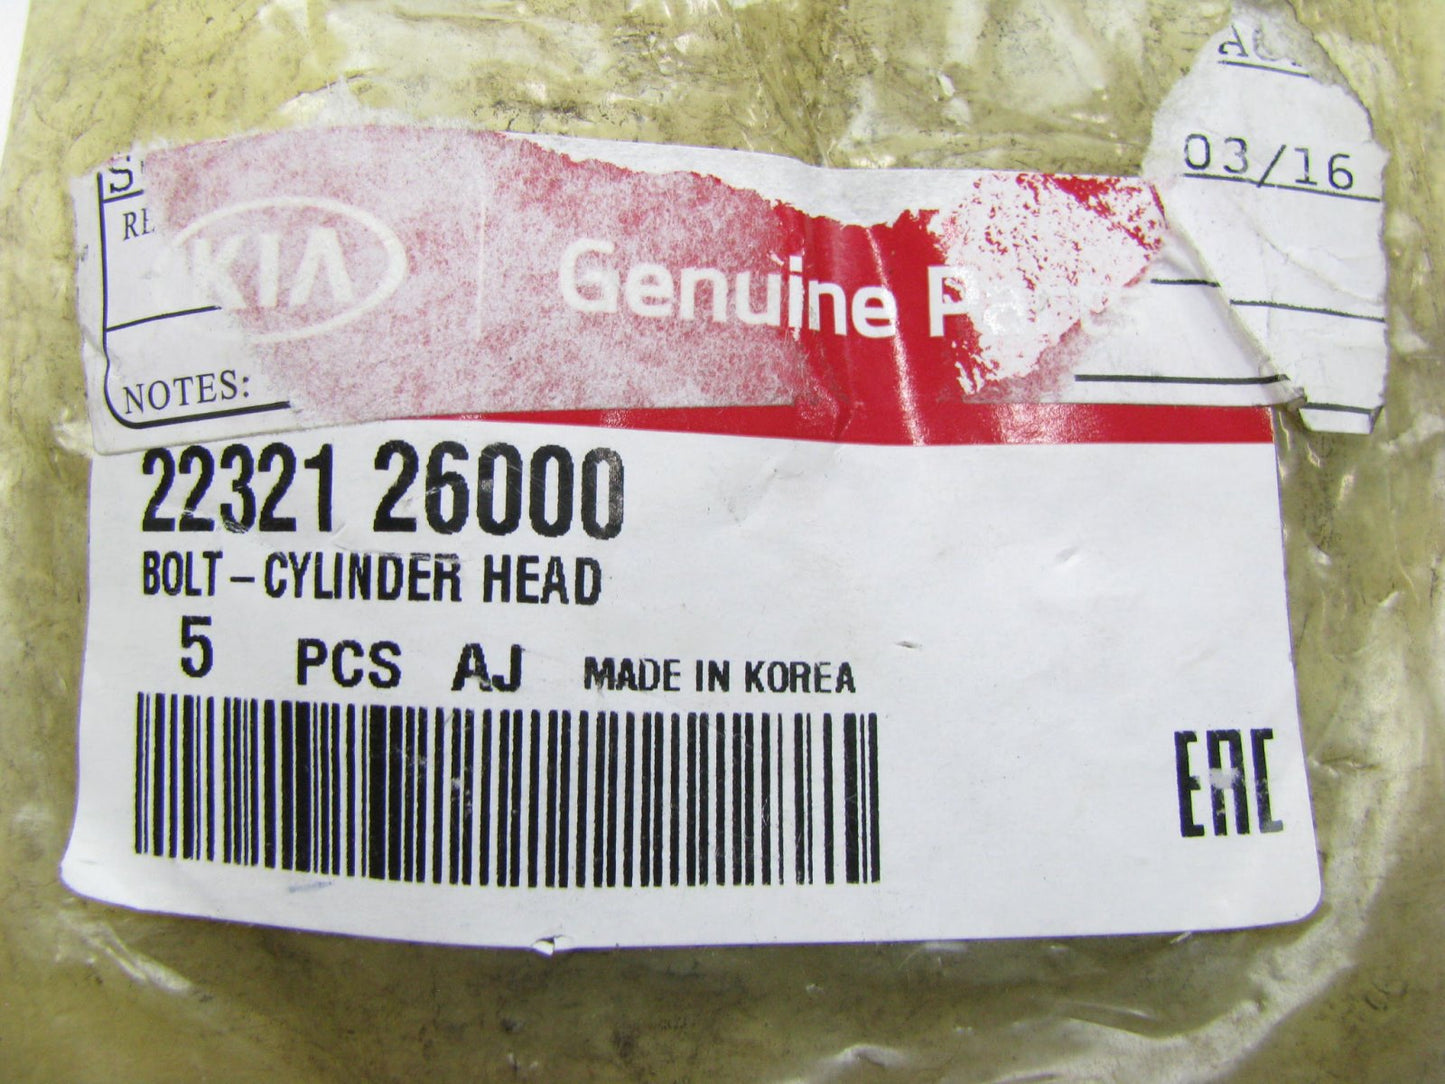 03/16
KIA Genuine
NOTES:
22321 26000
BOLT-CYLINDER HEAD
5 PCS AJ MADE IN KOREA
EAC